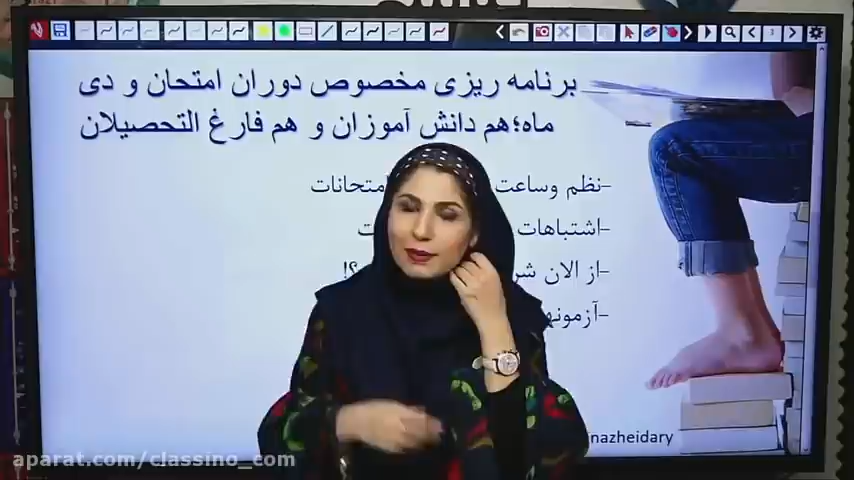 برنامه ریزی مخصوص دوران امتحان و دی
ماه؛هم دانش آموزان و هم فارغ التحصیلان
-نظم وساعت امتحانات
-اشتباهات
-از الان ؟!
nazheidary
aparat.com/classino_com